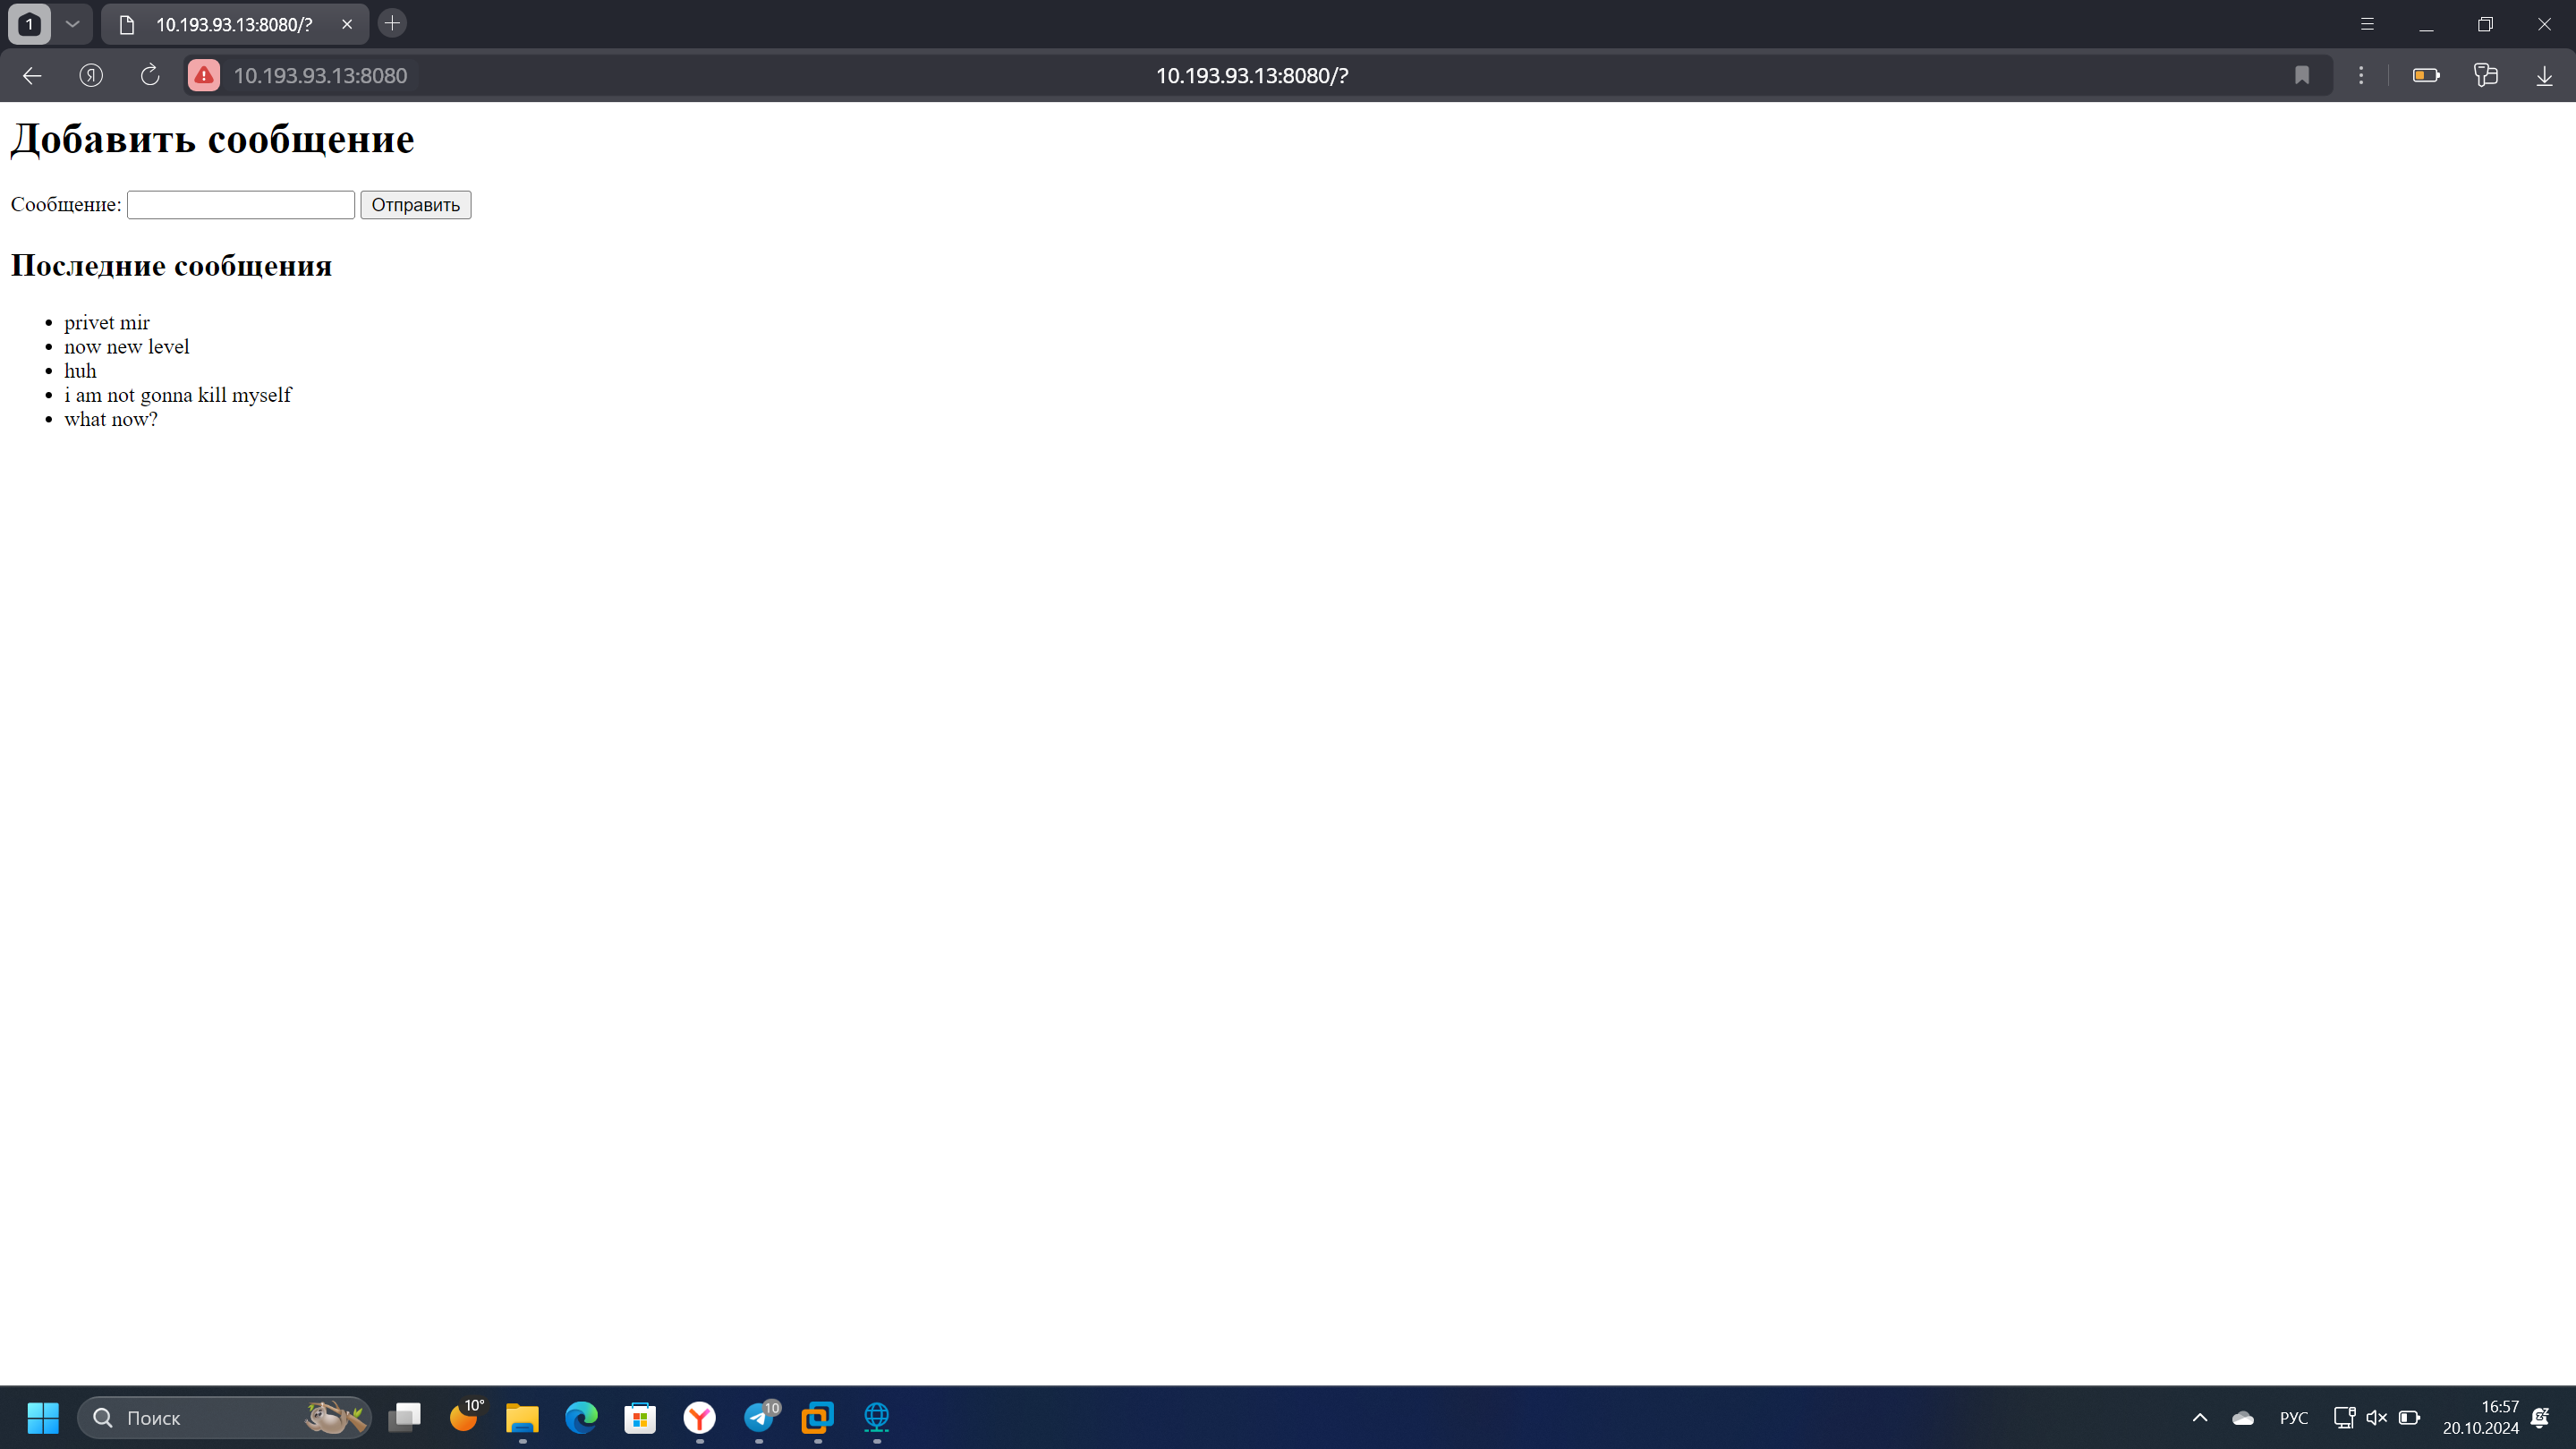 1
10.193.93.13:8080/?
10.193.93.13:8080
10.193.93.13:8080/?
Добавить сообщение
Сообщение:
Отправить
Последние сообщения
privet mir
now new level
huh
i am not gonna kill myself
what now?
Поиск
10°
10
РУС
16:57
20.10.2024